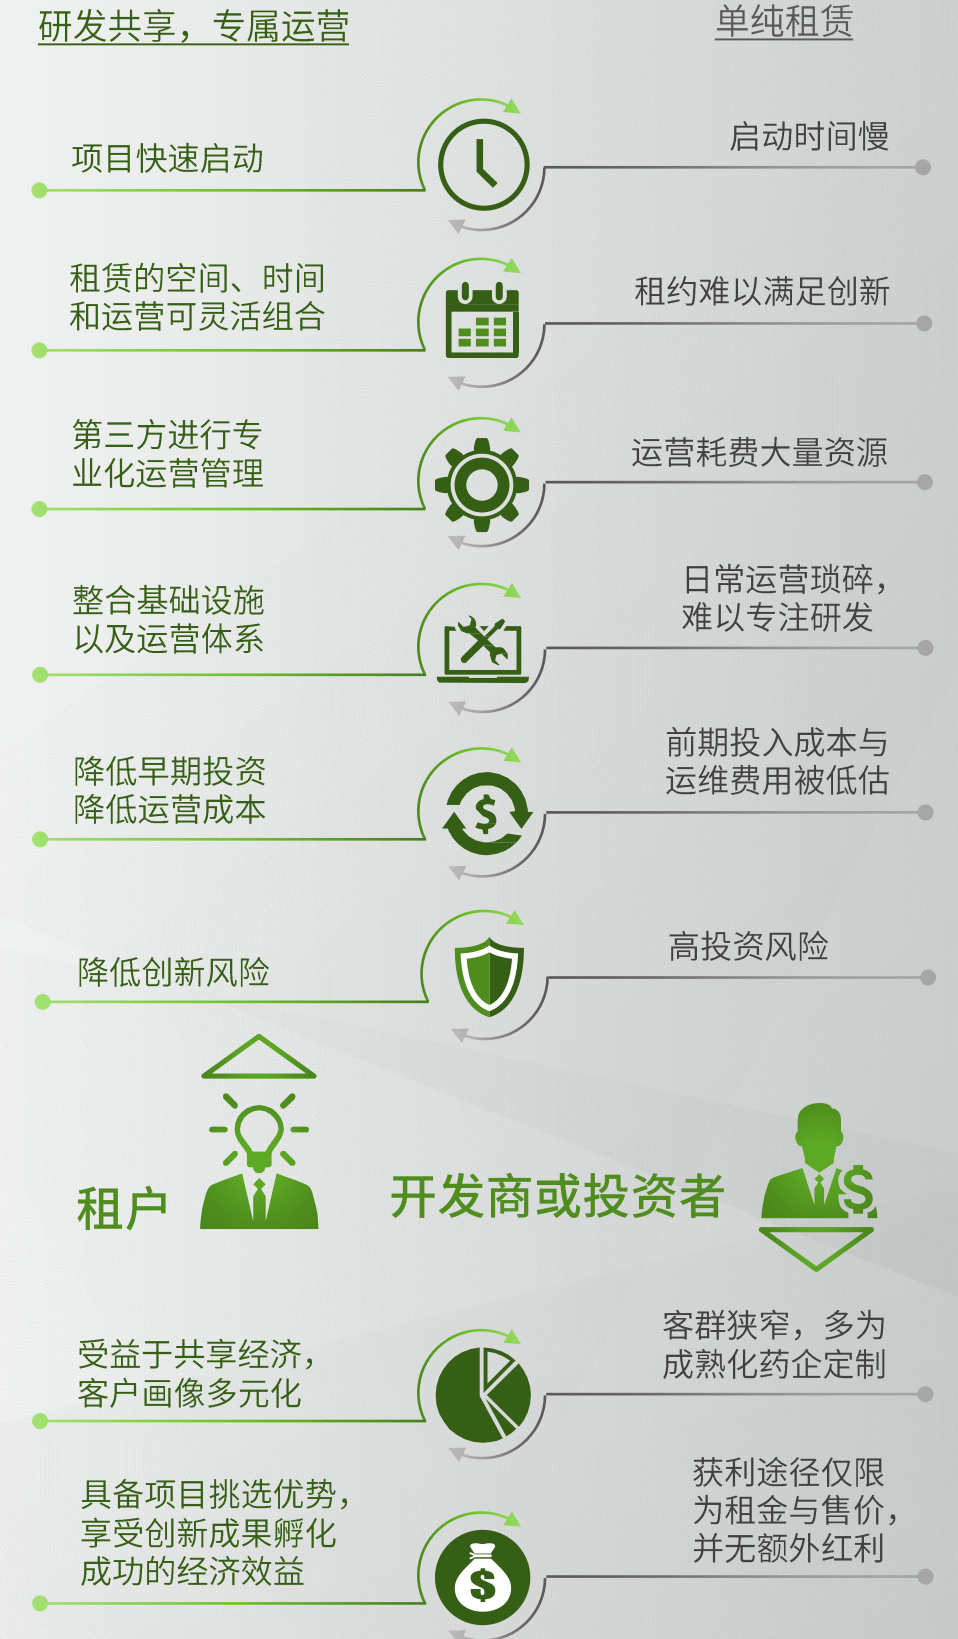 研发共享，专属运营
单纯租赁
项目快速启动
启动时间慢
租赁的空间、时间
和运营可灵活组合
租约难以满足创新
第三方进行专
业化运营管理
运营耗费大量资源
整合基础设施
以及运营体系
日常运营琐碎，
难以专注研发
降低早期投资
降低运营成本
前期投入成本与
运维费用被低估
降低创新风险
高投资风险
租户
开发商或投资者
受益于共享经济，
客户画像多元化
客群狭窄，多为
成熟化药企定制
具备项目挑选优势，
享受创新成果孵化
成功的经济效益
获利途径仅限
为租金与售价，
并无额外红利